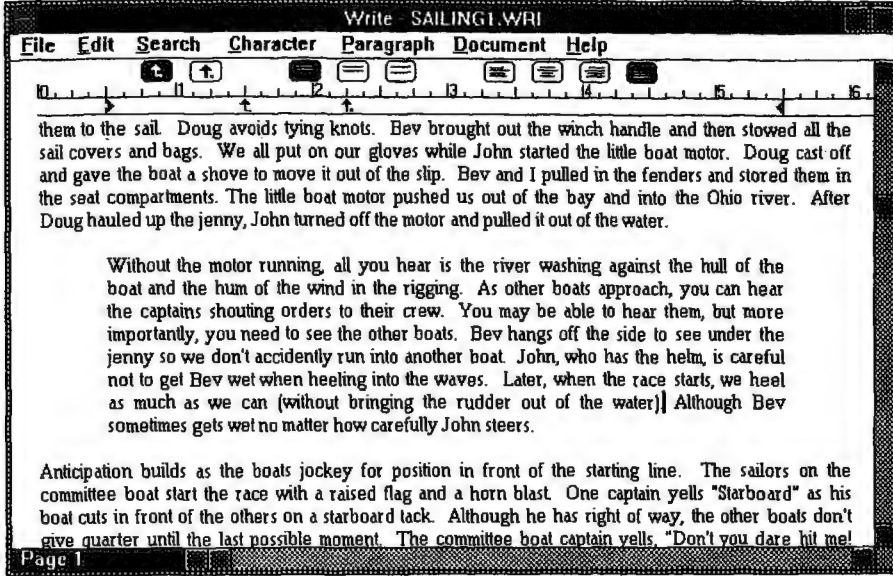 Write - SAILING1.WRI
File Edit Search Character Paragraph Document Help
0 1 2 3 4 5 6
them to the sail. Doug avoids tying knots. Bev brought out the winch handle and then stowed all the
sail covers and bags. We all put on our gloves while John started the little boat motor. Doug cast off
and gave the boat a shove to move it out of the slip. Bev and I pulled in the fenders and stored them in
the seat compartments. The little boat motor pushed us out of the bay and into the Ohio river. After
Doug hauled up the jenny, John turned off the motor and pulled it out of the water.
Without the motor running, all you hear is the river washing against the hull of the
boat and the hum of the wind in the rigging. As other boats approach, you can hear
the captains shouting orders to their crew. You may be able to hear them, but more
importantly, you need to see the other boats. Bev hangs off the side to see under the
jenny so we don't accidently run into another boat. John, who has the helm, is careful
not to get Bev wet when heeling into the waves. Later, when the race starts, we heel
as much as we can (without bringing the rudder out of the water). Although Bev
sometimes gets wet no matter how carefully John steers.
Anticipation builds as the boats jockey for position in front of the starting line. The sailors on the
committee boat start the race with a raised flag and a horn blast. One captain yells "Starboard" as his
boat cuts in front of the others on a starboard tack. Although he has right of way, the other boats don't
give quarter until the last possible moment. The committee boat captain yells, "Don't you dare hit me!
Page 1